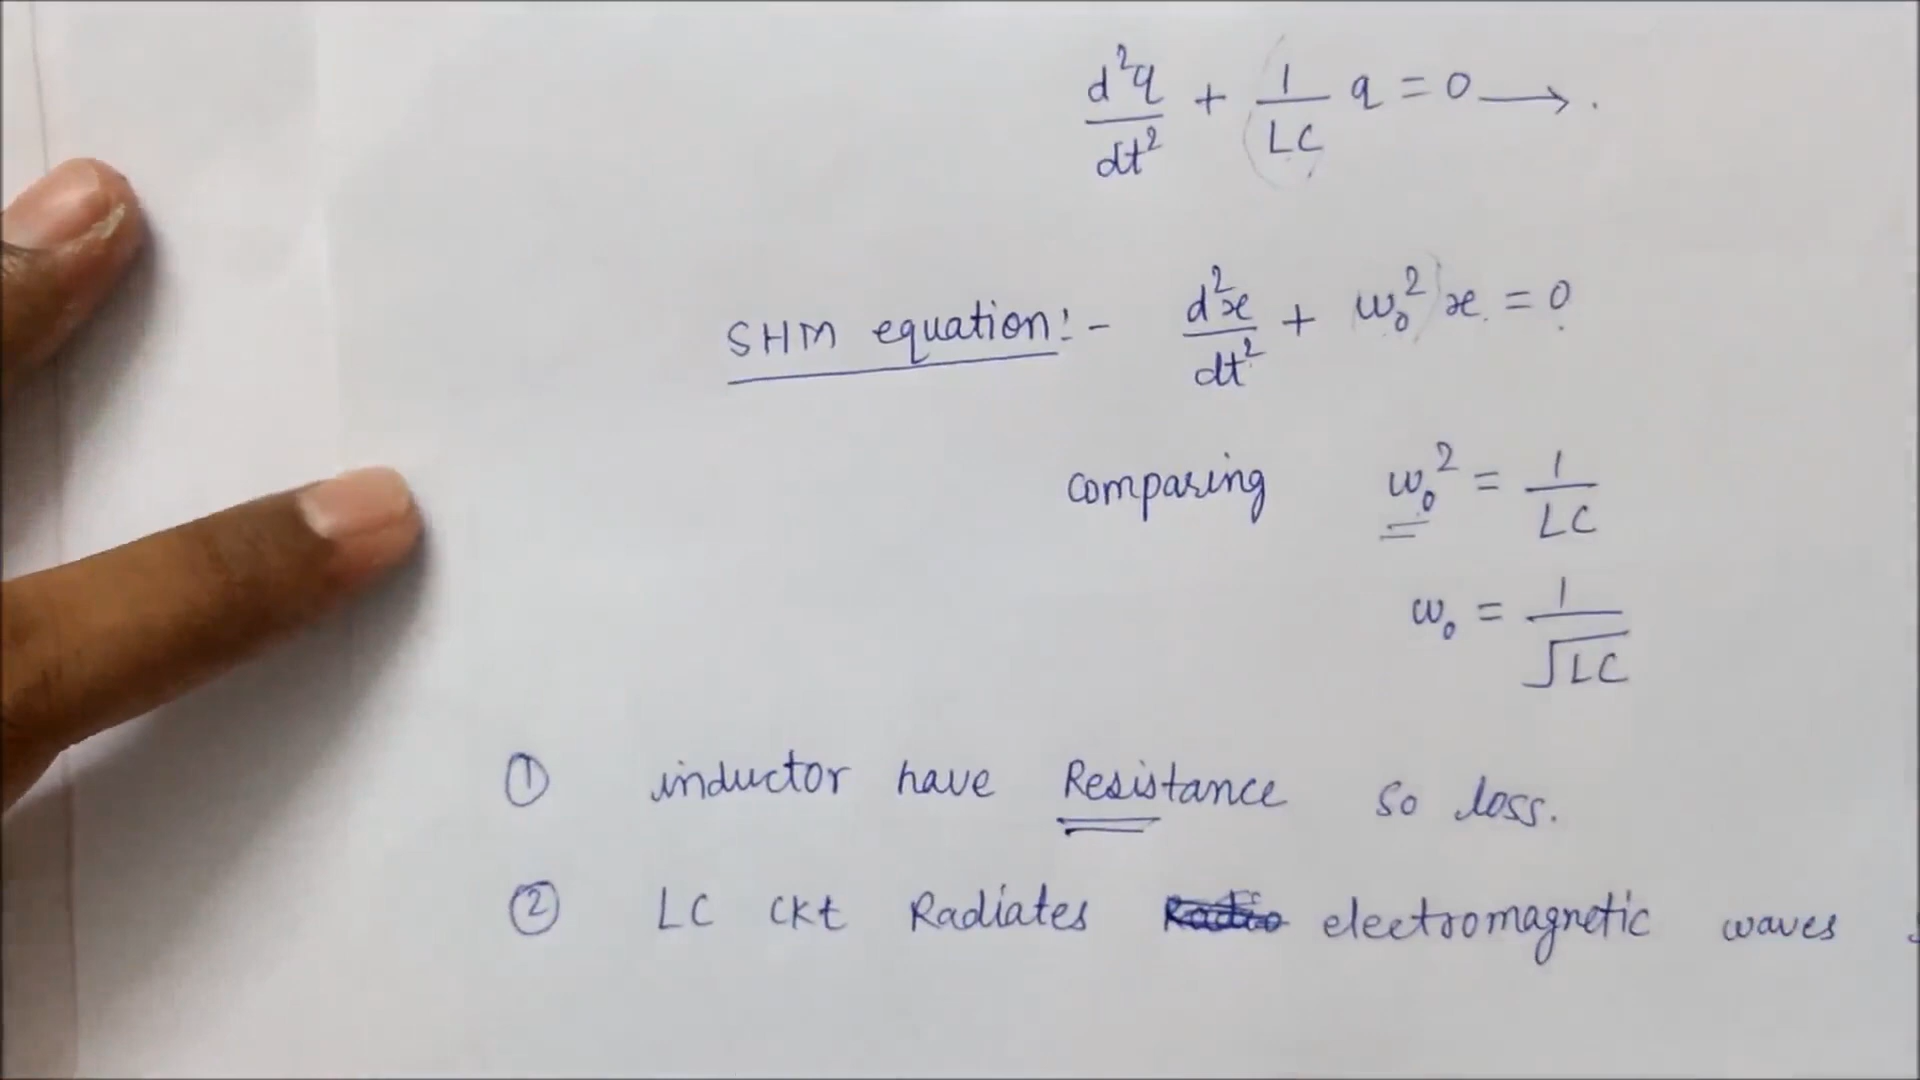 d²q/dt² + 1/LC q = 0 ⟶ .
SHM equation:- d²x/dt² + ω₀² x = 0
comparing ω₀² = 1/LC
ω₀ = 1/√LC
① inductor have Resistance so loss.
② LC ckt Radiates electromagnetic waves